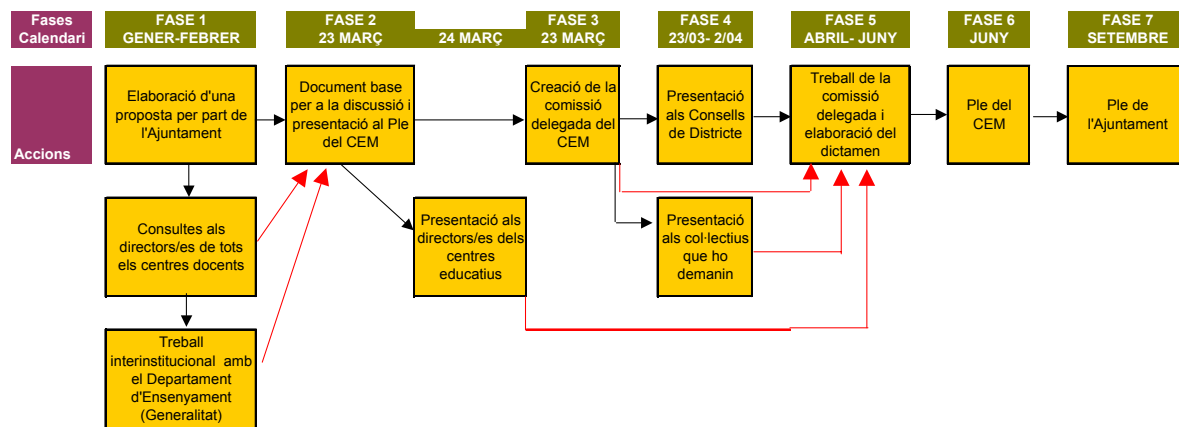 Fases
Calendari
FASE 1
GENER-FEBRER
FASE 2
23 MARÇ
24 MARÇ
FASE 3
23 MARÇ
FASE 4
23/03- 2/04
FASE 5
ABRIL- JUNY
FASE 6
JUNY
FASE 7
SETEMBRE
Accions
Elaboració d'una
proposta per part de
l'Ajuntament
Document base
per a la discussió i
presentació al Ple
del CEM
Creació de la
comissió
delegada del
CEM
Presentació
als Consells
de Districte
Treball de la
comissió
delegada i
elaboració del
dictamen
Ple del
CEM
Ple de
l'Ajuntament
Consultes als
directors/es de tots
els centres docents
Presentació als
directors/es dels
centres
educatius
Presentació
als col·lectius
que ho
demanin
Treball
interinstitucional amb
el Departament
d'Ensenyament
(Generalitat)